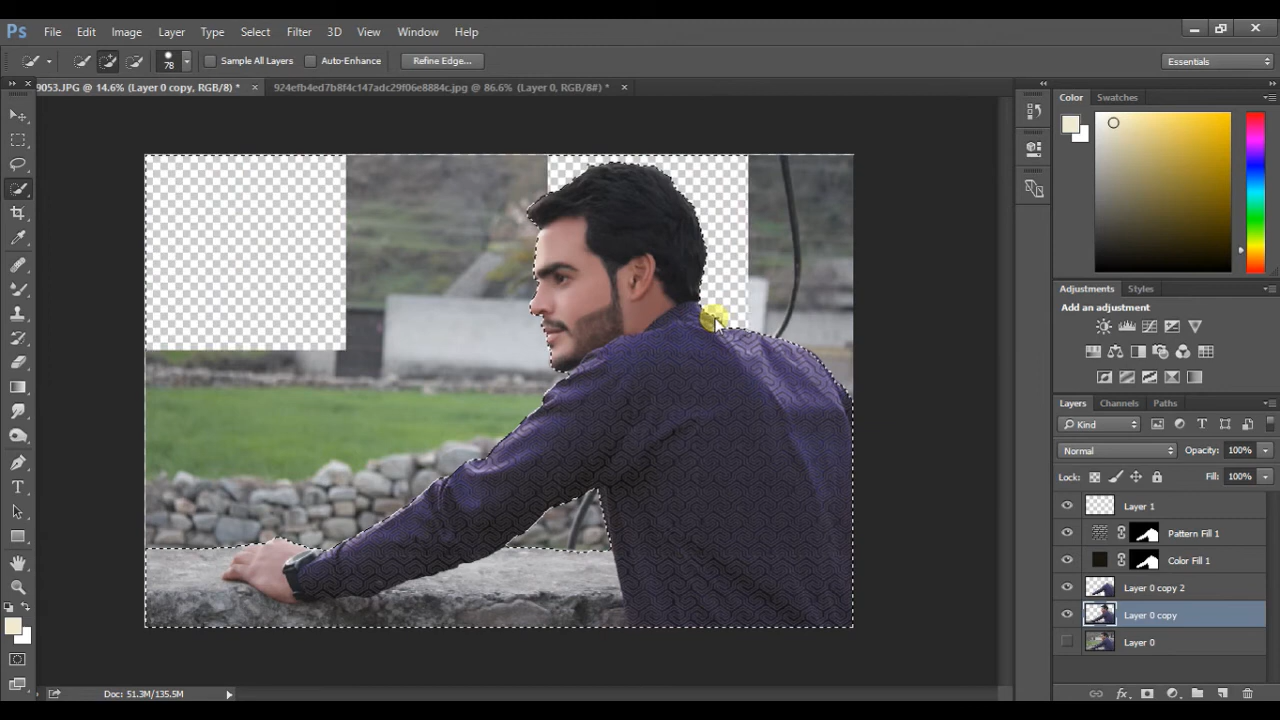 Ps File Edit Image Layer Type Select Filter 3D View Window Help
78 Sample All Layers Auto-Enhance Refine Edge... Essentials
9053.JPG @ 14.6% (Layer 0 copy, RGB/8) * × 924efb4ed7b8f4c147adc29f06e8884c.jpg @ 86.6% (Layer 0, RGB/8#) * ×
Color Swatches
Adjustments Styles
Add an adjustment
Layers Channels Paths
Kind
Normal Opacity: 100%
Lock: Fill: 100%
Layer 1
Pattern Fill 1
Color Fill 1
Layer 0 copy 2
Layer 0 copy
Layer 0
Doc: 51.3M/135.5M
fx